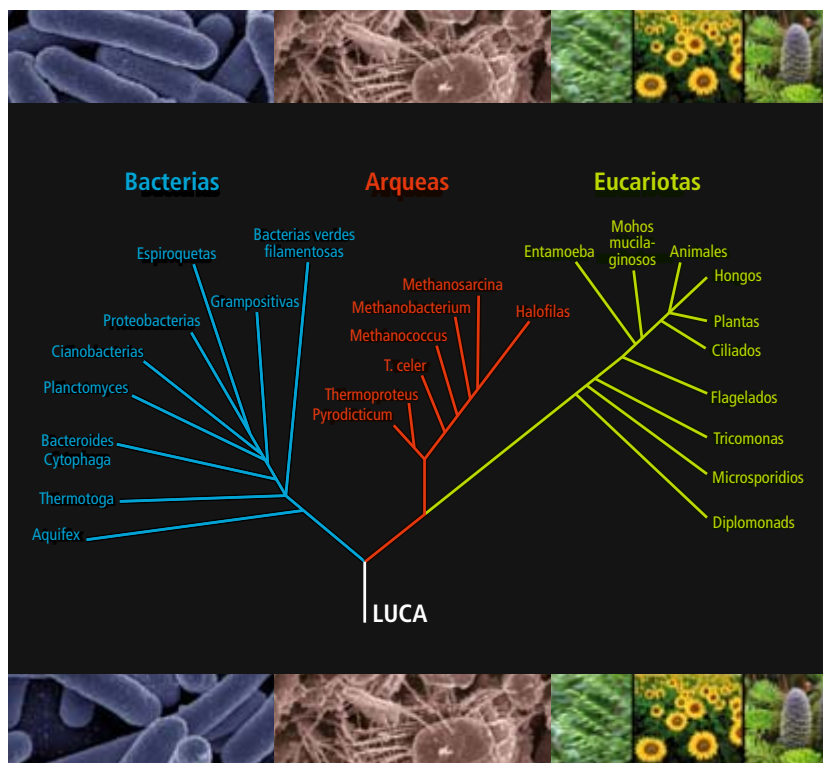 Bacterias
Arqueas
Eucariotas
Espiroquetas
Bacterias verdes
filamentosas
Grampositivas
Proteobacterias
Cianobacterias
Planctomyces
Bacteroides
Cytophaga
Thermotoga
Aquifex
Methanosarcina
Methanobacterium
Halofilas
Methanococcus
T. celer
Thermoproteus
Pyrodicticum
Entamoeba
Mohos
mucila-
ginosos
Animales
Hongos
Plantas
Ciliados
Flagelados
Tricomonas
Microsporidios
Diplomonads
LUCA